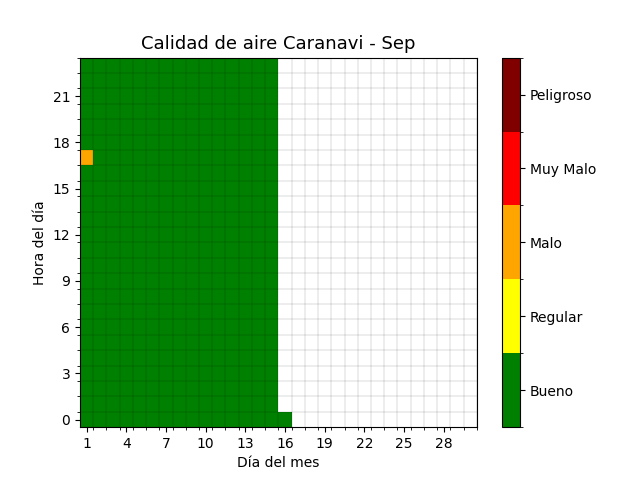 Calidad de aire Caranavi - Sep
21
18
15
12
9
6
3
0
Hora del día
1 4 7 10 13 16 19 22 25 28
Día del mes
Peligroso
Muy Malo
Malo
Regular
Bueno